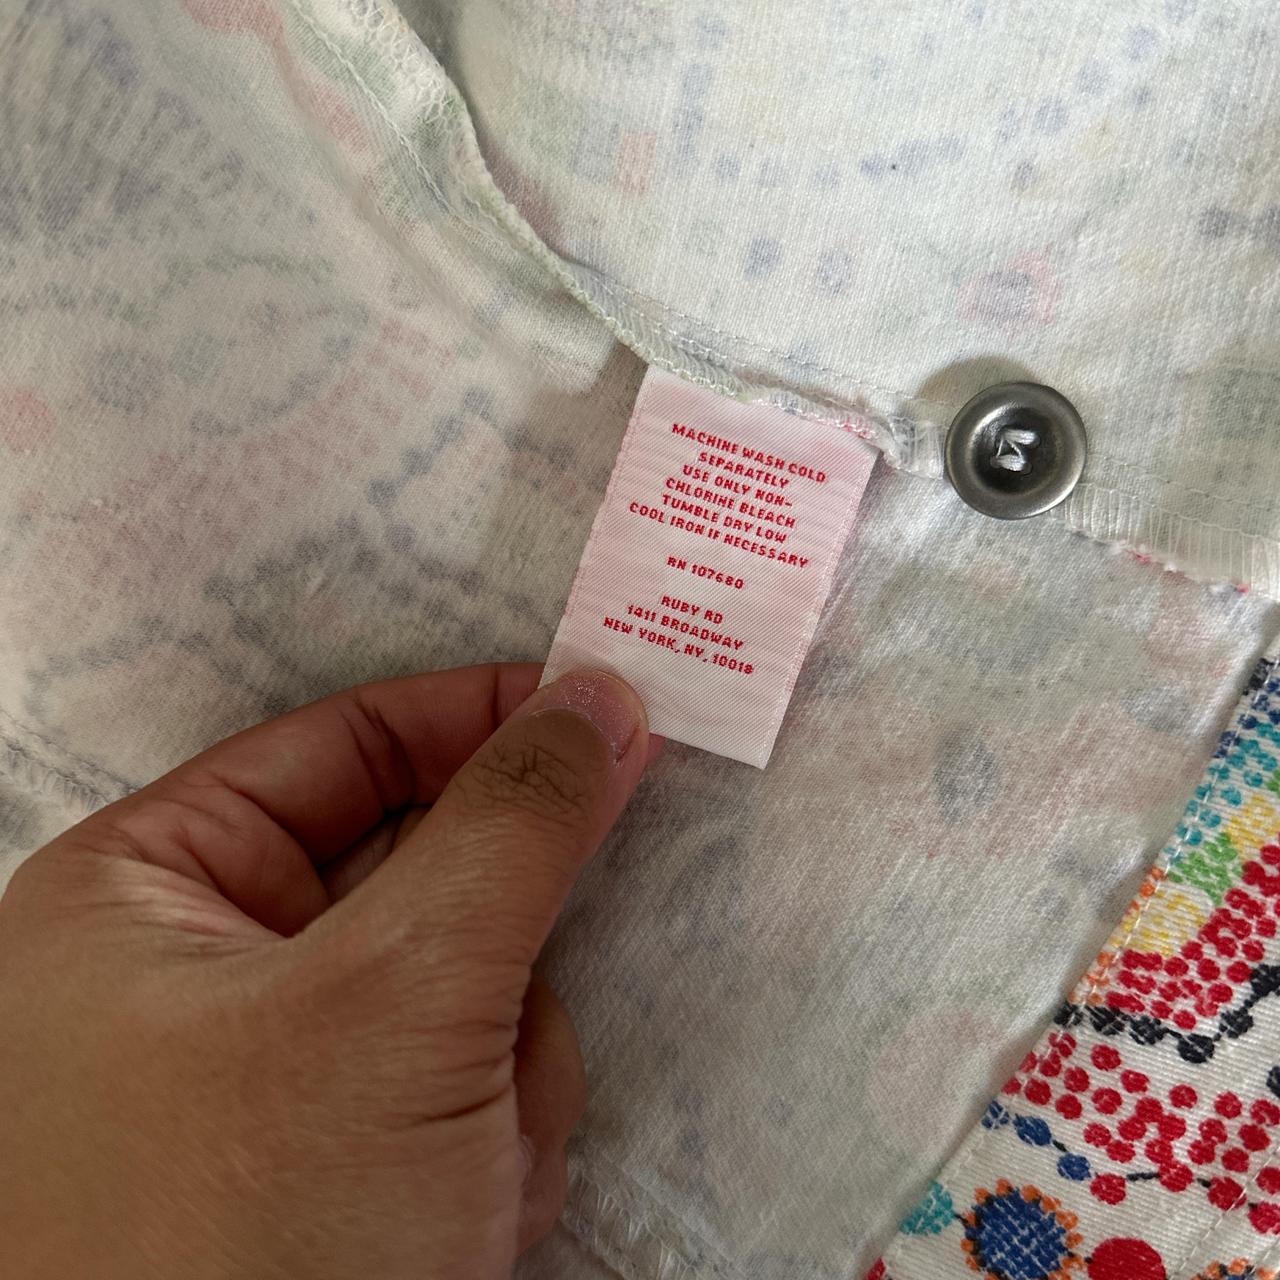 MACHINE WASH COLD
SEPARATELY
USE ONLY NON-
CHLORINE BLEACH
TUMBLE DRY LOW
COOL IRON IF NECESSARY
RN 107680
RUBY RD
1411 BROADWAY
NEW YORK, NY, 10018